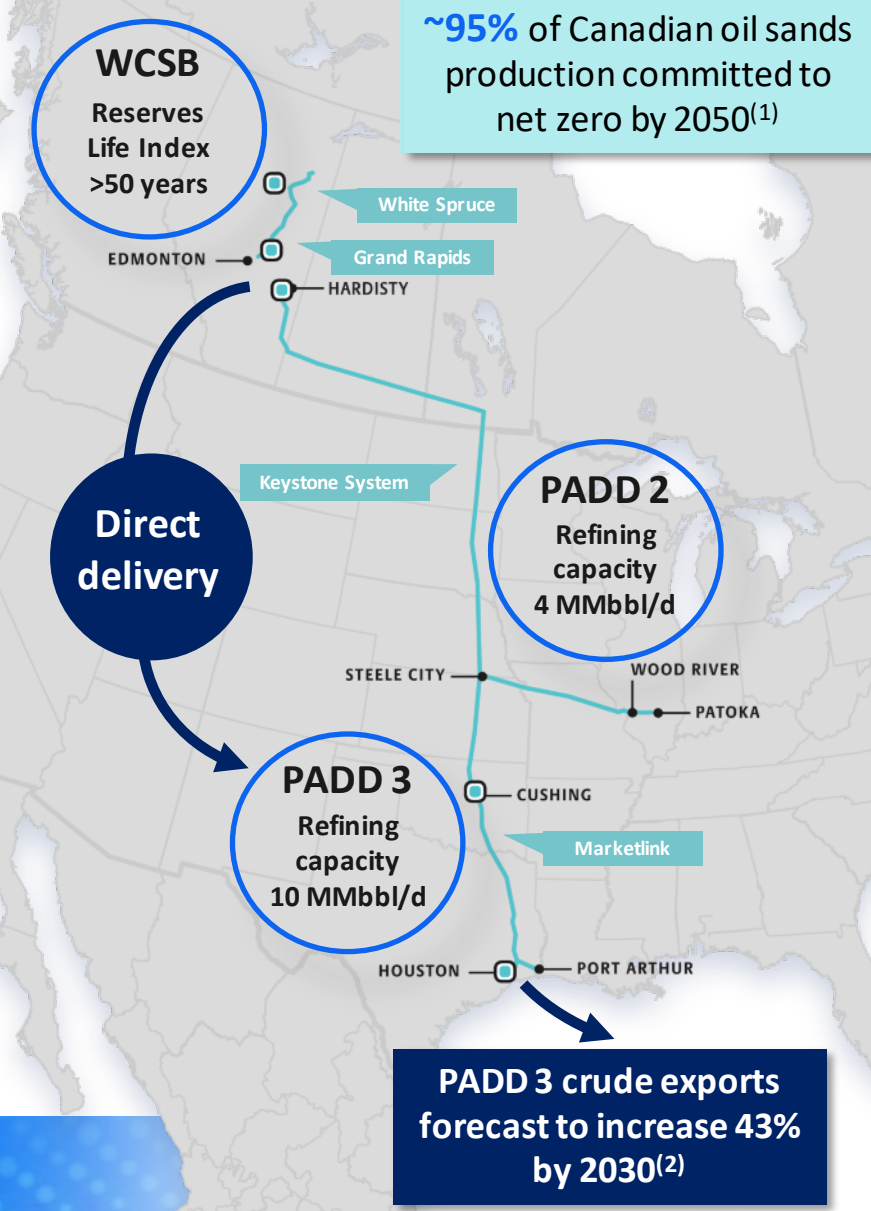 ~95% of Canadian oil sands
production committed to
net zero by 2050(1)
WCSB
Reserves
Life Index
>50 years
White Spruce
Grand Rapids
EDMONTON
HARDISTY
Keystone System
Direct
delivery
PADD 2
Refining
capacity
4 MMbbl/d
STEELE CITY
WOOD RIVER
PATOKA
PADD 3
Refining
capacity
10 MMbbl/d
CUSHING
Marketlink
HOUSTON
PORT ARTHUR
PADD 3 crude exports
forecast to increase 43%
by 2030(2)